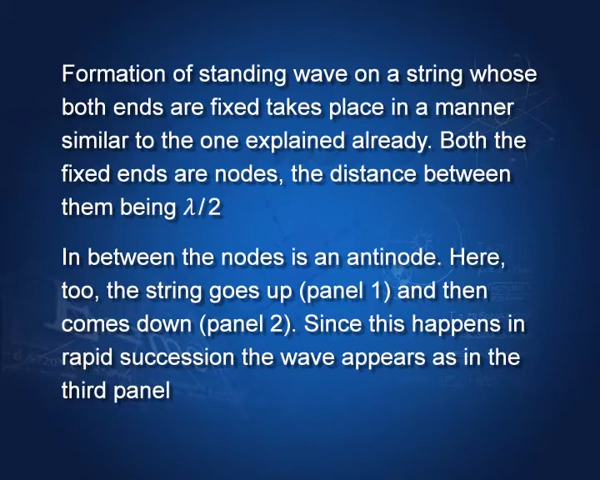 Formation of standing wave on a string whose
both ends are fixed takes place in a manner
similar to the one explained already. Both the
fixed ends are nodes, the distance between
them being λ/2
In between the nodes is an antinode. Here,
too, the string goes up (panel 1) and then
comes down (panel 2). Since this happens in
rapid succession the wave appears as in the
third panel